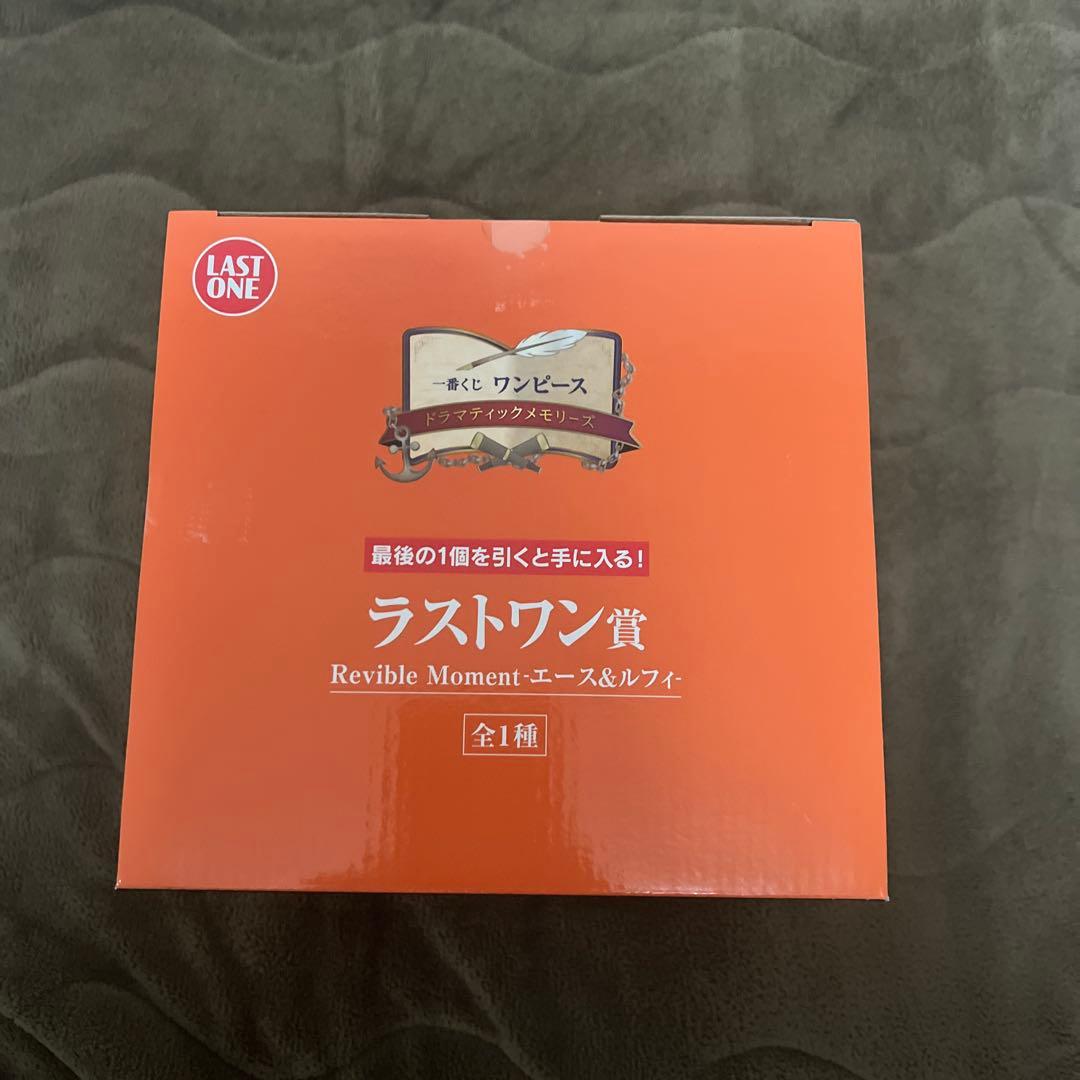 LAST
ONE
一番くじ ワンピース
ドラマティックメモリーズ
最後の1個を引くと手に入る!
ラストワン賞
Revible Moment-エース&ルフィ-
全1種